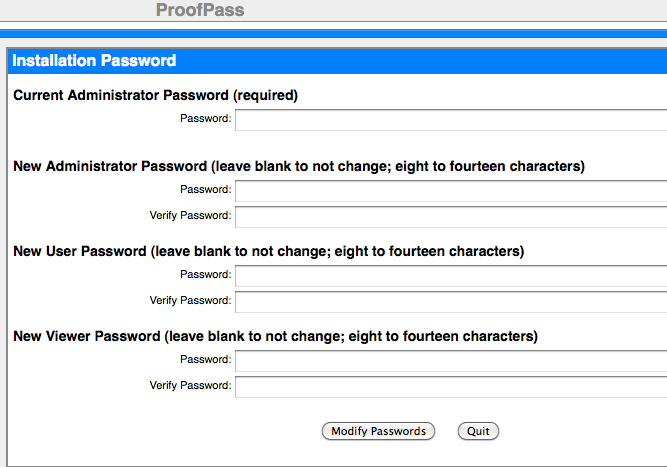 ProofPass
Installation Password
Current Administrator Password (required)
Password:
New Administrator Password (leave blank to not change; eight to fourteen characters)
Password:
Verify Password:
New User Password (leave blank to not change; eight to fourteen characters)
Password:
Verify Password:
New Viewer Password (leave blank to not change; eight to fourteen characters)
Password:
Verify Password:
Modify Passwords Quit